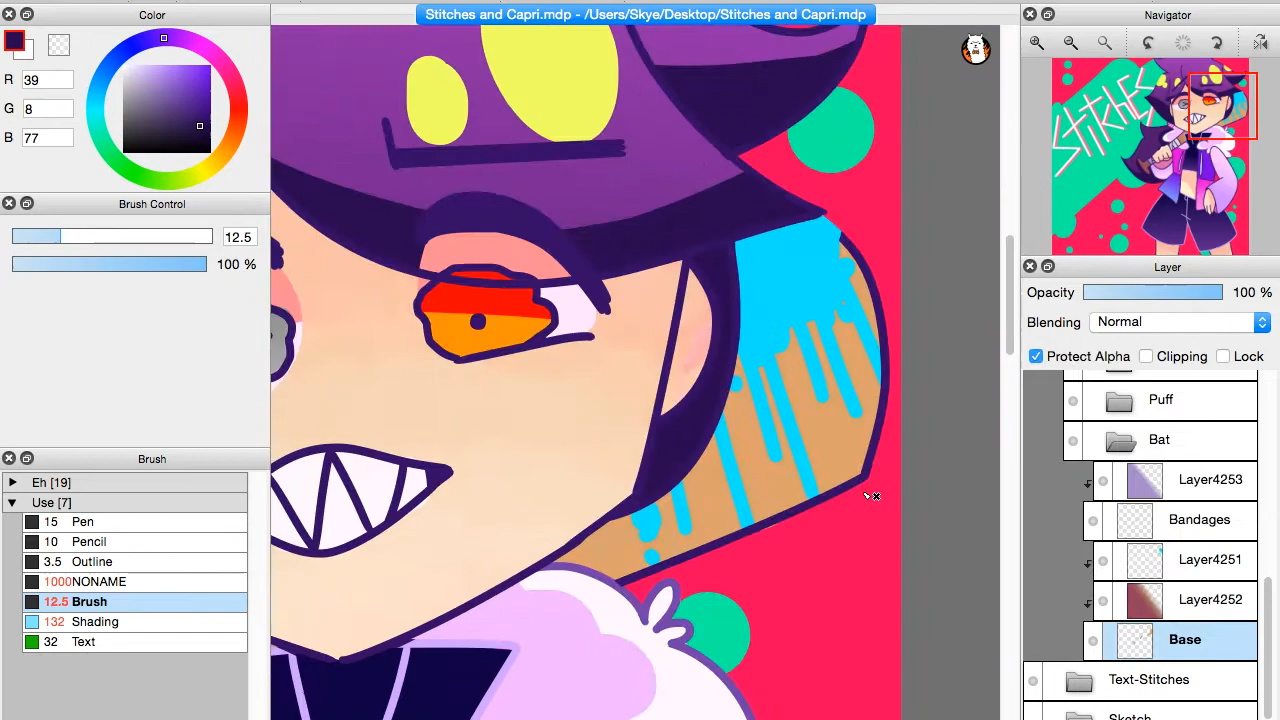 Color
Stitches and Capri.mdp - /Users/Skye/Desktop/Stitches and Capri.mdp
Navigator
R 39
G 8
B 77
Brush Control
12.5
100 %
STITCHES
Layer
Opacity 100 %
Blending Normal
Protect Alpha Clipping Lock
Puff
Bat
Layer4253
Bandages
Layer4251
Layer4252
Base
Text-Stitches
Sketch
Brush
Eh [19]
Use [7]
15 Pen
10 Pencil
3.5 Outline
1000NONAME
12.5 Brush
132 Shading
32 Text